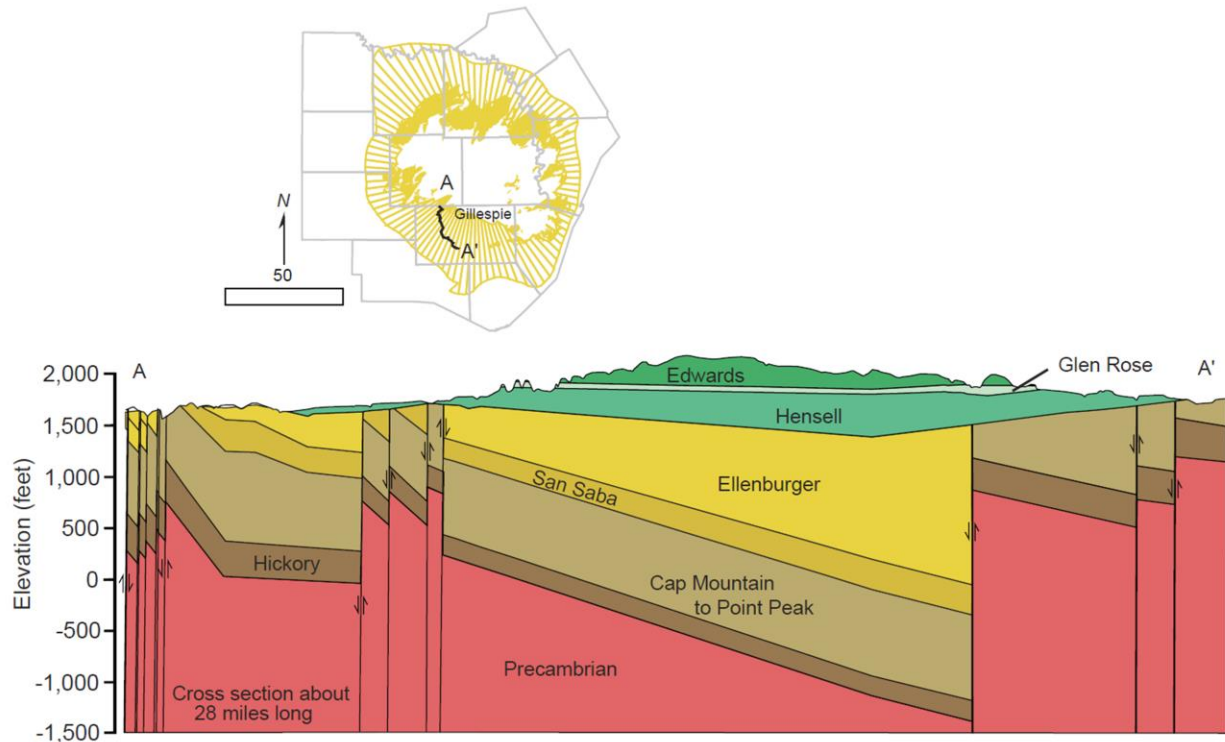 A
N
Gillespie
A'
50
A
A'
2,000
1,500
1,000
500
0
-500
-1,000
-1,500
Elevation (feet)
Edwards
Glen Rose
Hensell
Ellenburger
San Saba
Hickory
Cap Mountain
to Point Peak
Precambrian
Cross section about
28 miles long